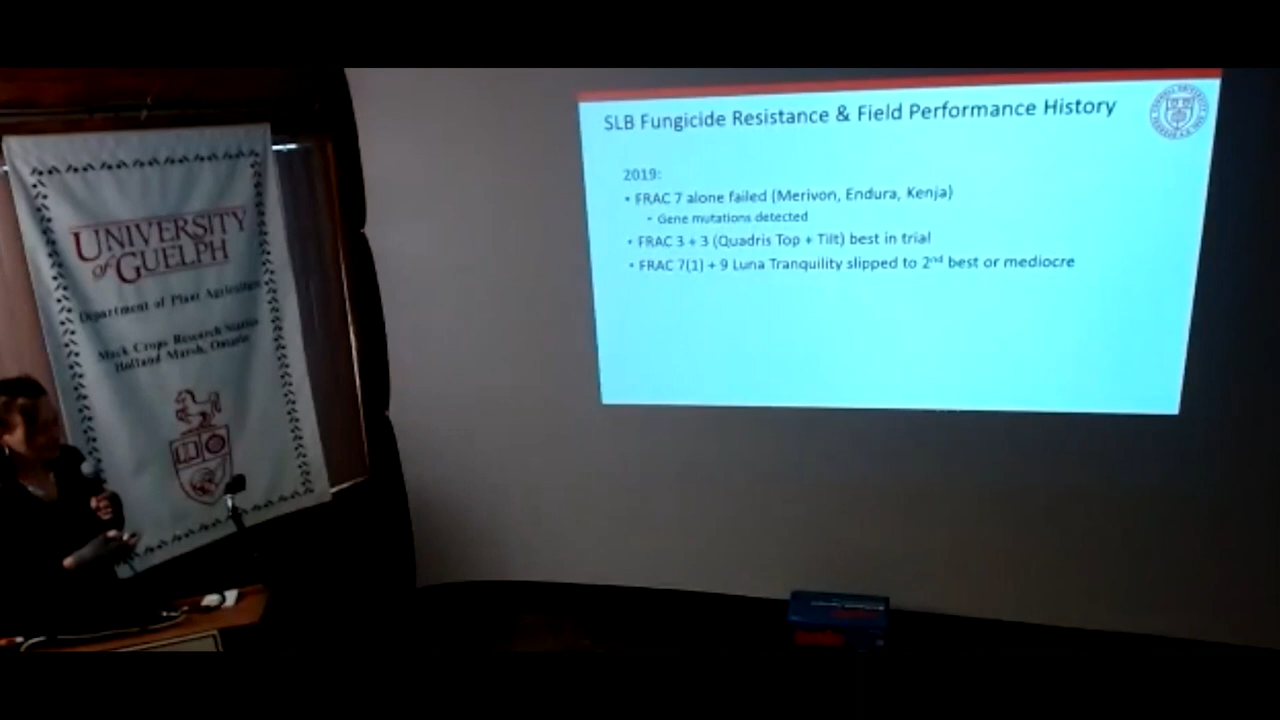 UNIVERSITY
of GUELPH
Department of Plant Agriculture
Muck Crops Research Station
Holland Marsh, Ontario
SLB Fungicide Resistance & Field Performance History
2019:
• FRAC 7 alone failed (Merivon, Endura, Kenja)
• Gene mutations detected
• FRAC 3 + 3 (Quadris Top + Tilt) best in trial
• FRAC 7(1) + 9 Luna Tranquility slipped to 2nd best or mediocre